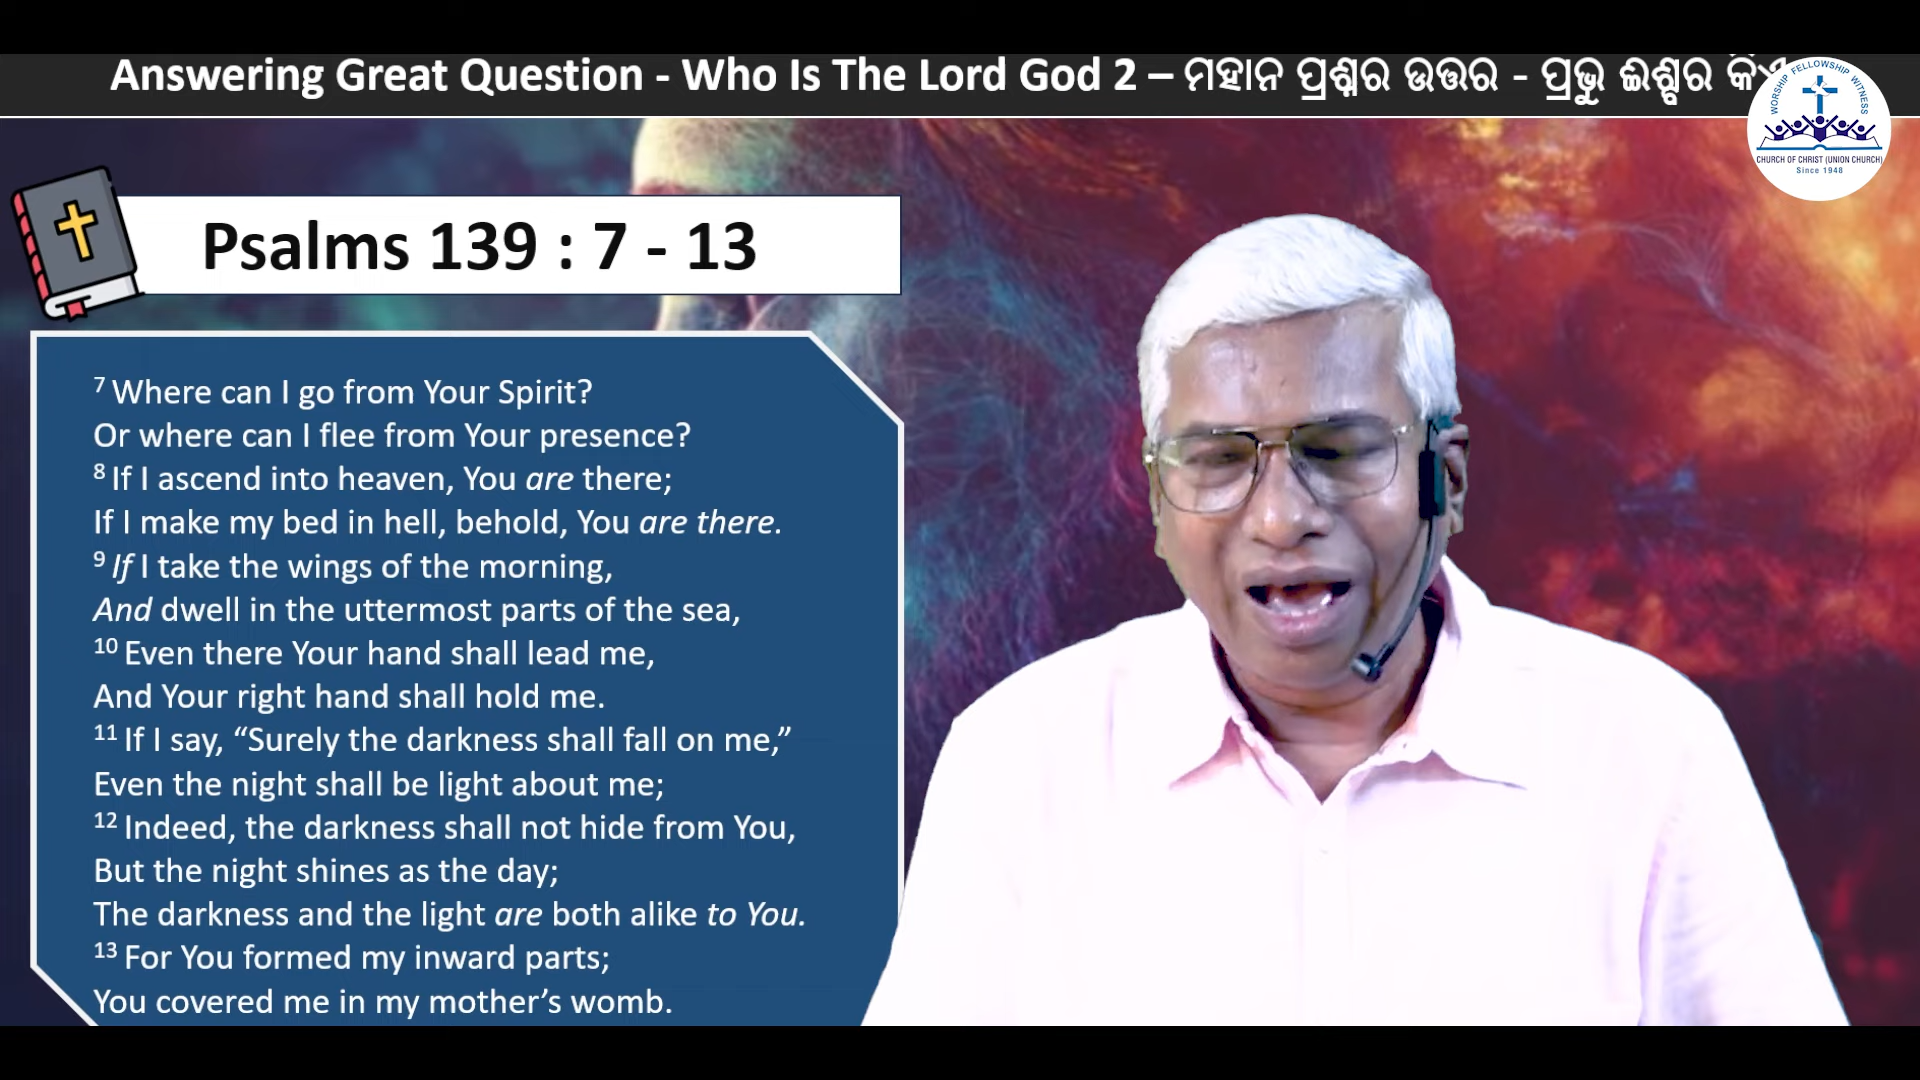 Answering Great Question - Who Is The Lord God 2 – ମହାନ ପ୍ରଶ୍ନର ଉତ୍ତର - ପ୍ରଭୁ ଈଶ୍ବର
WORSHIP FELLOWSHIP WITNESS
CHURCH OF CHRIST (UNION CHURCH)
Since 1948
Psalms 139 : 7 - 13
7 Where can I go from Your Spirit?
Or where can I flee from Your presence?
8 If I ascend into heaven, You are there;
If I make my bed in hell, behold, You are there.
9 If I take the wings of the morning,
And dwell in the uttermost parts of the sea,
10 Even there Your hand shall lead me,
And Your right hand shall hold me.
11 If I say, “Surely the darkness shall fall on me,”
Even the night shall be light about me;
12 Indeed, the darkness shall not hide from You,
But the night shines as the day;
The darkness and the light are both alike to You.
13 For You formed my inward parts;
You covered me in my mother’s womb.